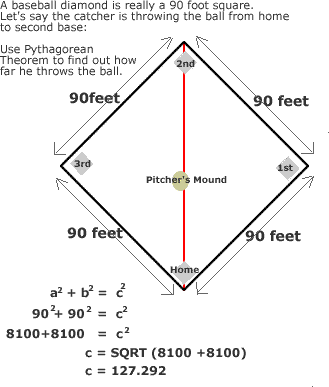 A baseball diamond is really a 90 foot square.
Let's say the catcher is throwing the ball from home
to second base:
Use Pythagorean
Theorem to find out how
far he throws the ball.
2nd
90feet
90 feet
3rd
1st
Pitcher's Mound
90 feet
90 feet
Home
a² + b² = c²
90² + 90² = c²
8100+8100 = c²
c = SQRT (8100 +8100)
c = 127.292